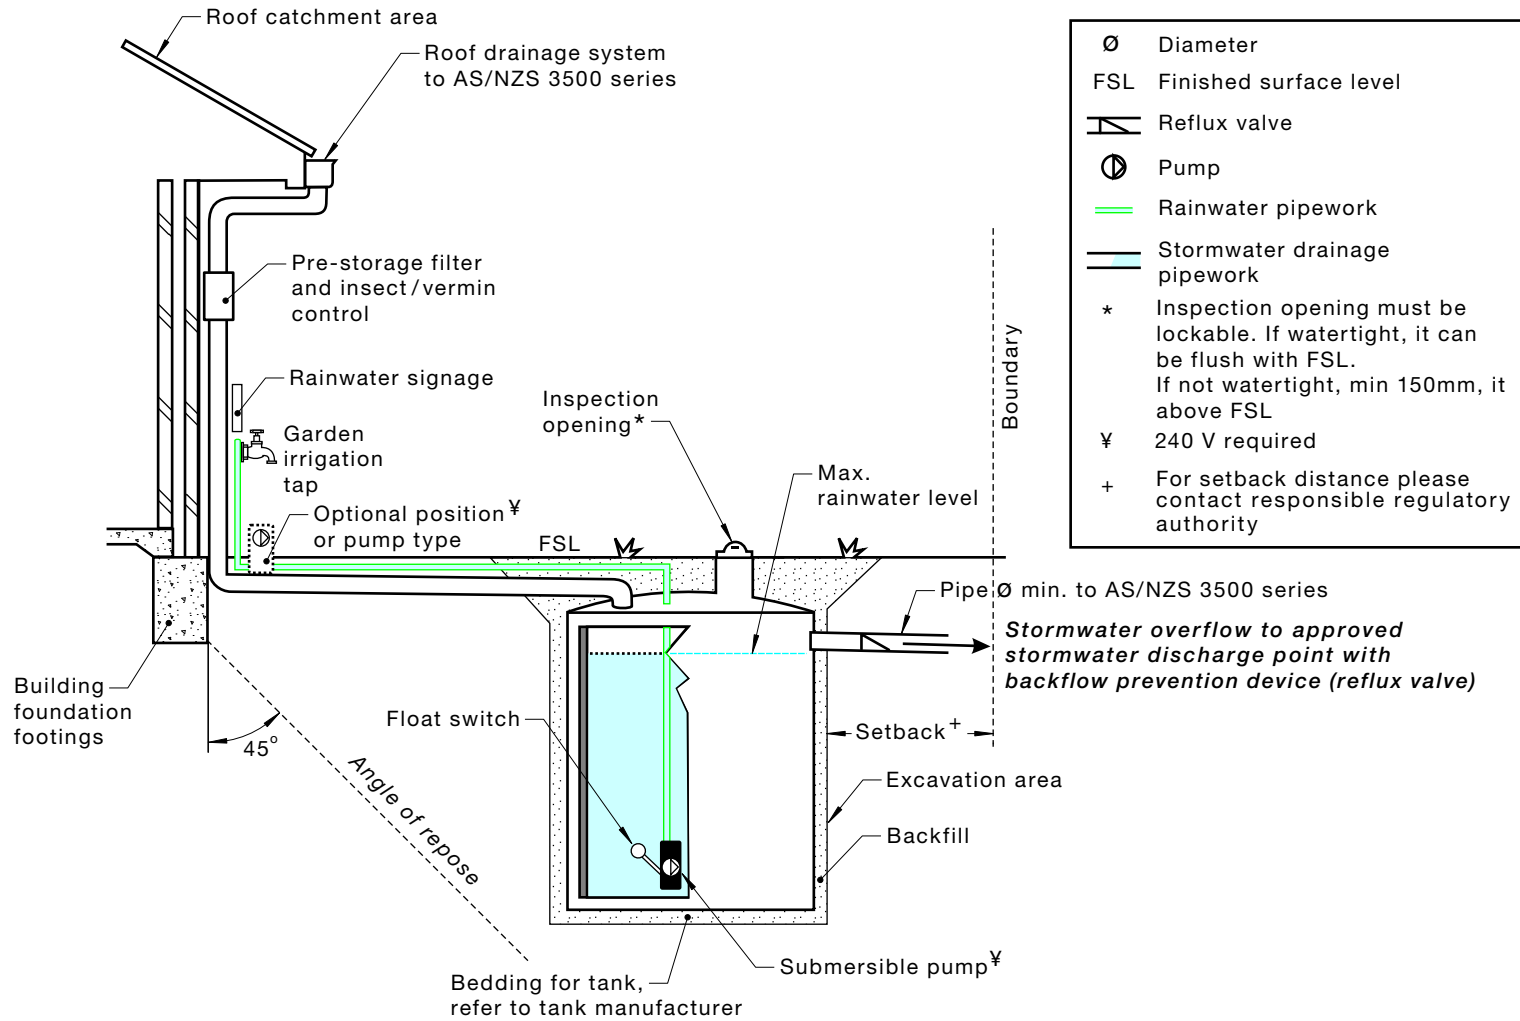 Roof catchment area
Roof drainage system
to AS/NZS 3500 series
Pre-storage filter
and insect/vermin
control
Rainwater signage
Garden
irrigation
tap
Optional position¥
or pump type
FSL
Inspection
opening*
Max.
rainwater level
Boundary
Pipe Ø min. to AS/NZS 3500 series
Stormwater overflow to approved
stormwater discharge point with
backflow prevention device (reflux valve)
Building
foundation
footings
45°
Angle of repose
Float switch
Setback+
Excavation area
Backfill
Submersible pump¥
Bedding for tank,
refer to tank manufacturer
Ø Diameter
FSL Finished surface level
Reflux valve
Pump
Rainwater pipework
Stormwater drainage
pipework
* Inspection opening must be
lockable. If watertight, it can
be flush with FSL.
If not watertight, min 150mm, it
above FSL
¥ 240 V required
+ For setback distance please
contact responsible regulatory
authority